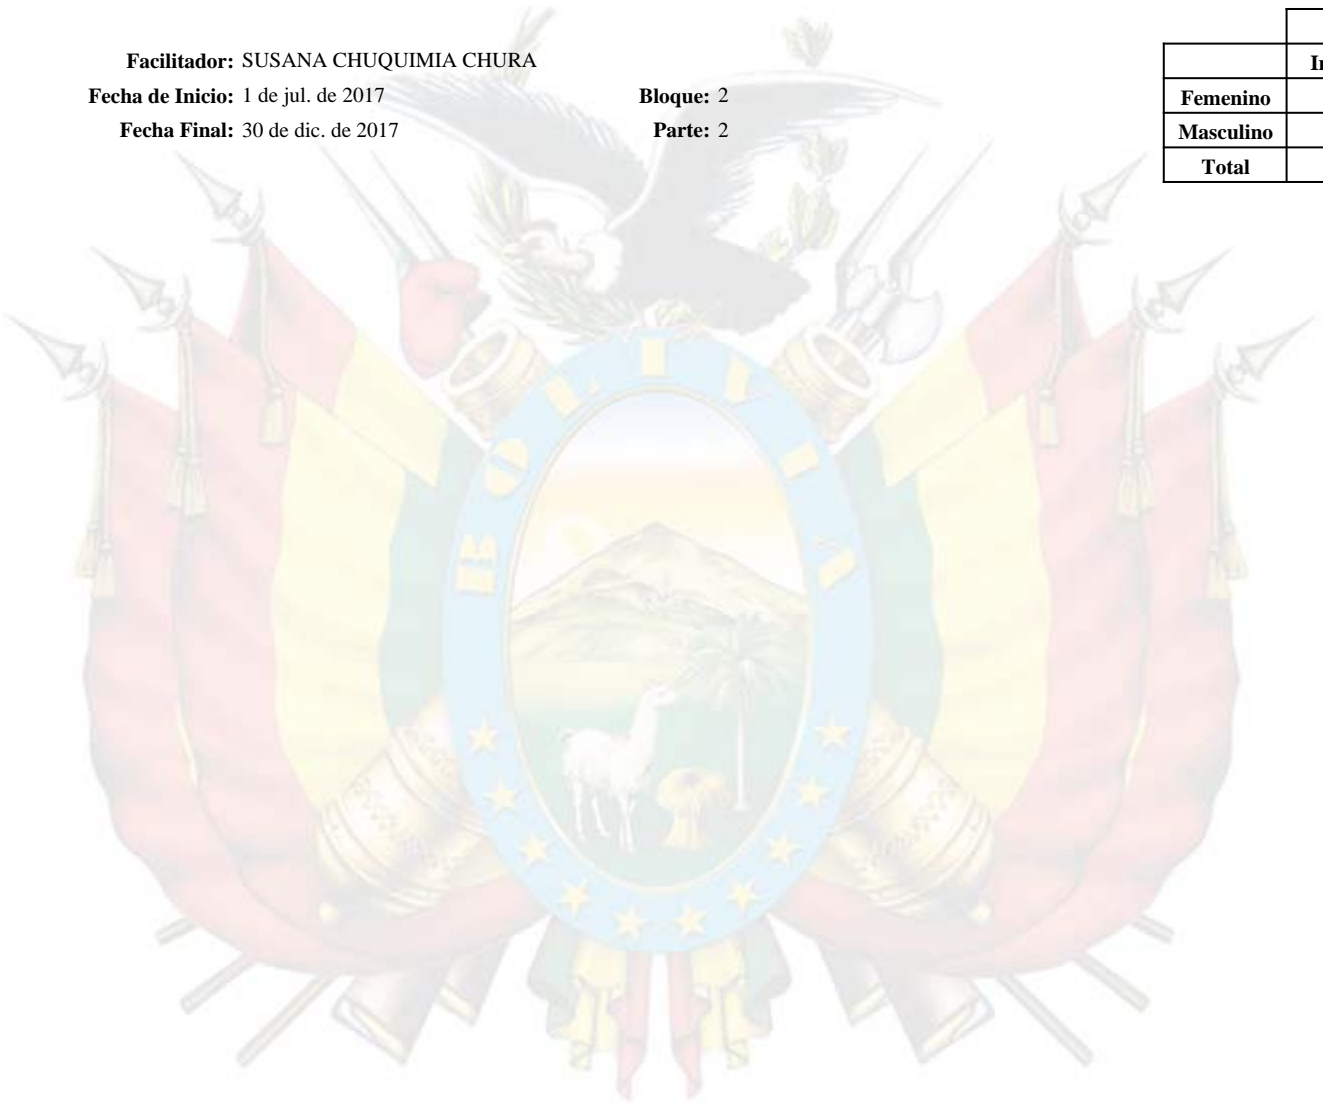 Facilitador: SUSANA CHUQUIMIA CHURA
Fecha de Inicio: 1 de jul. de 2017 Bloque: 2
Fecha Final: 30 de dic. de 2017 Parte: 2
Femenino
Masculino
Total
BOLIVIA